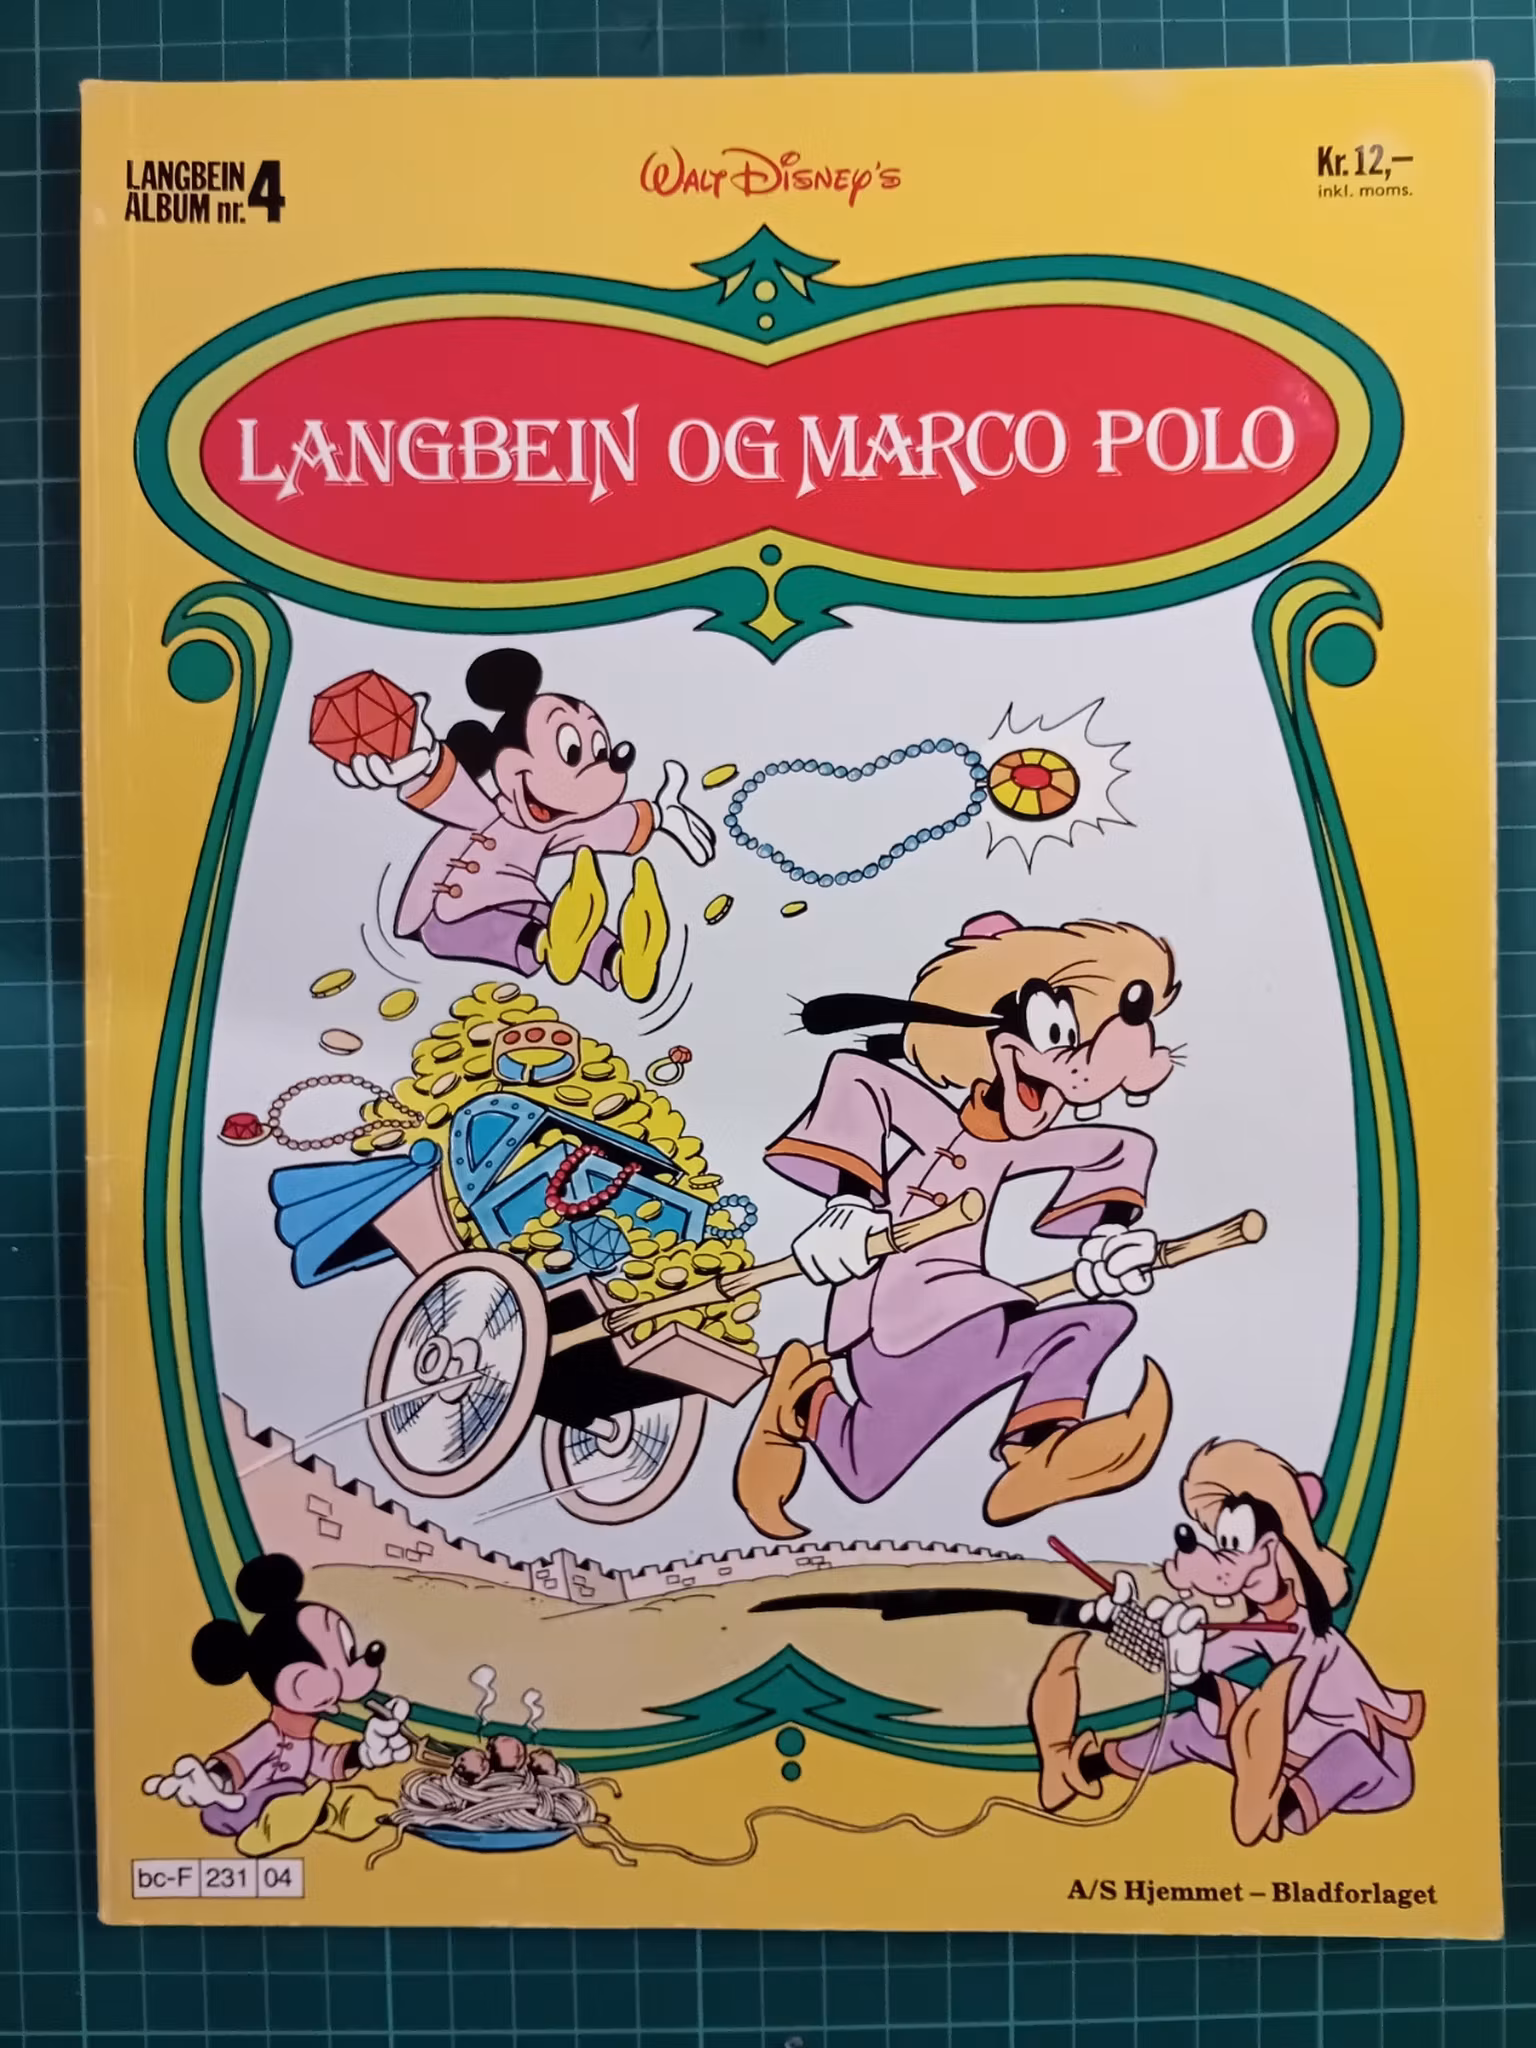 LANGBEIN
ALBUM nr. 4
WALT DISNEY'S
Kr. 12,—
inkl. moms.
LANGBEIN OG MARCO POLO
bc-F 231 04
A/S Hjemmet – Bladforlaget